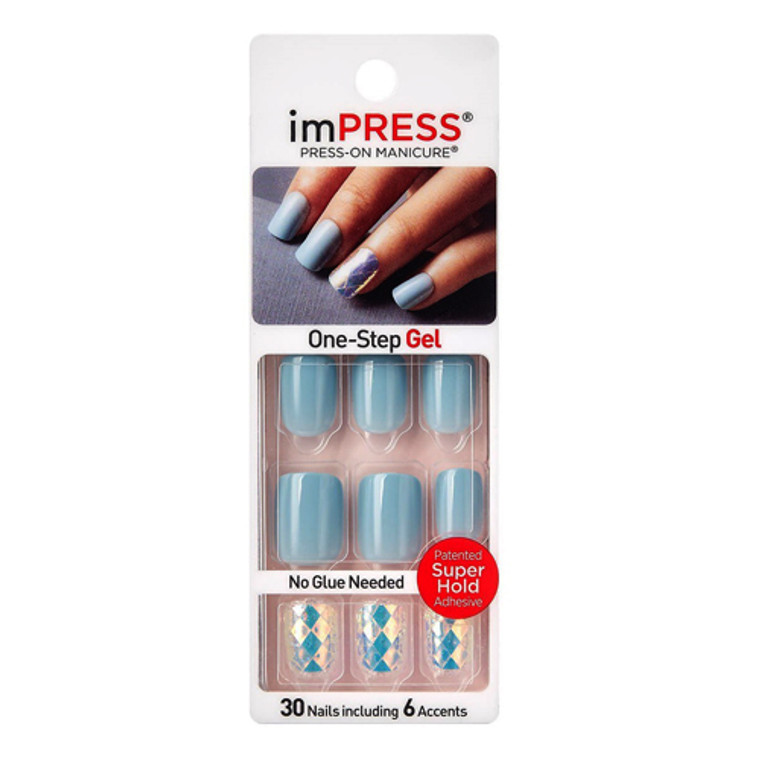 imPRESS®
PRESS-ON MANICURE®
One-Step Gel
No Glue Needed
Patented
Super
Hold
Adhesive
30 Nails including 6 Accents